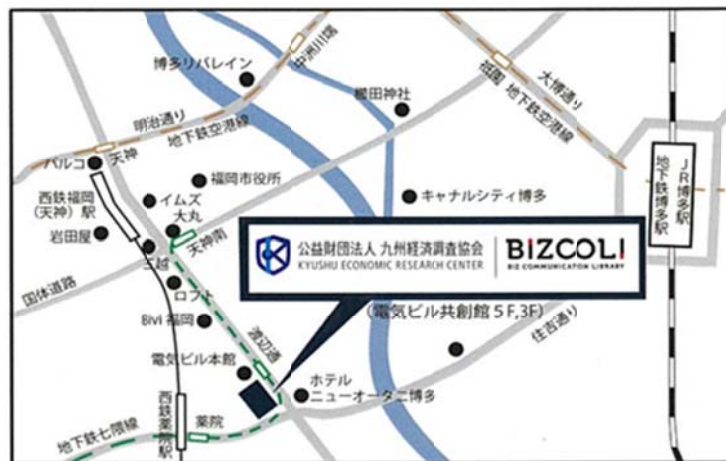 中洲川端
博多リバレイン
櫛田神社
祇園
大博通り
地下鉄空港線
明治通り
地下鉄空港線
天神
パルコ
福岡市役所
西鉄福岡
(天神)駅
イムズ
大丸
キャナルシティ博多
JR博多駅
地下鉄博多駅
岩田屋
天神南
三越
国体道路
公益財団法人 九州経済調査協会
KYUSHU ECONOMIC RESEARCH CENTER
BIZCOLI
BIZ COMMUNICATION LIBRARY
ロフト
(電気ビル共創館5F,3F)
BiVi 福岡
渡辺通
住吉通り
電気ビル本館
ホテル
ニューオータニ博多
西鉄薬院駅
薬院
地下鉄七隈線